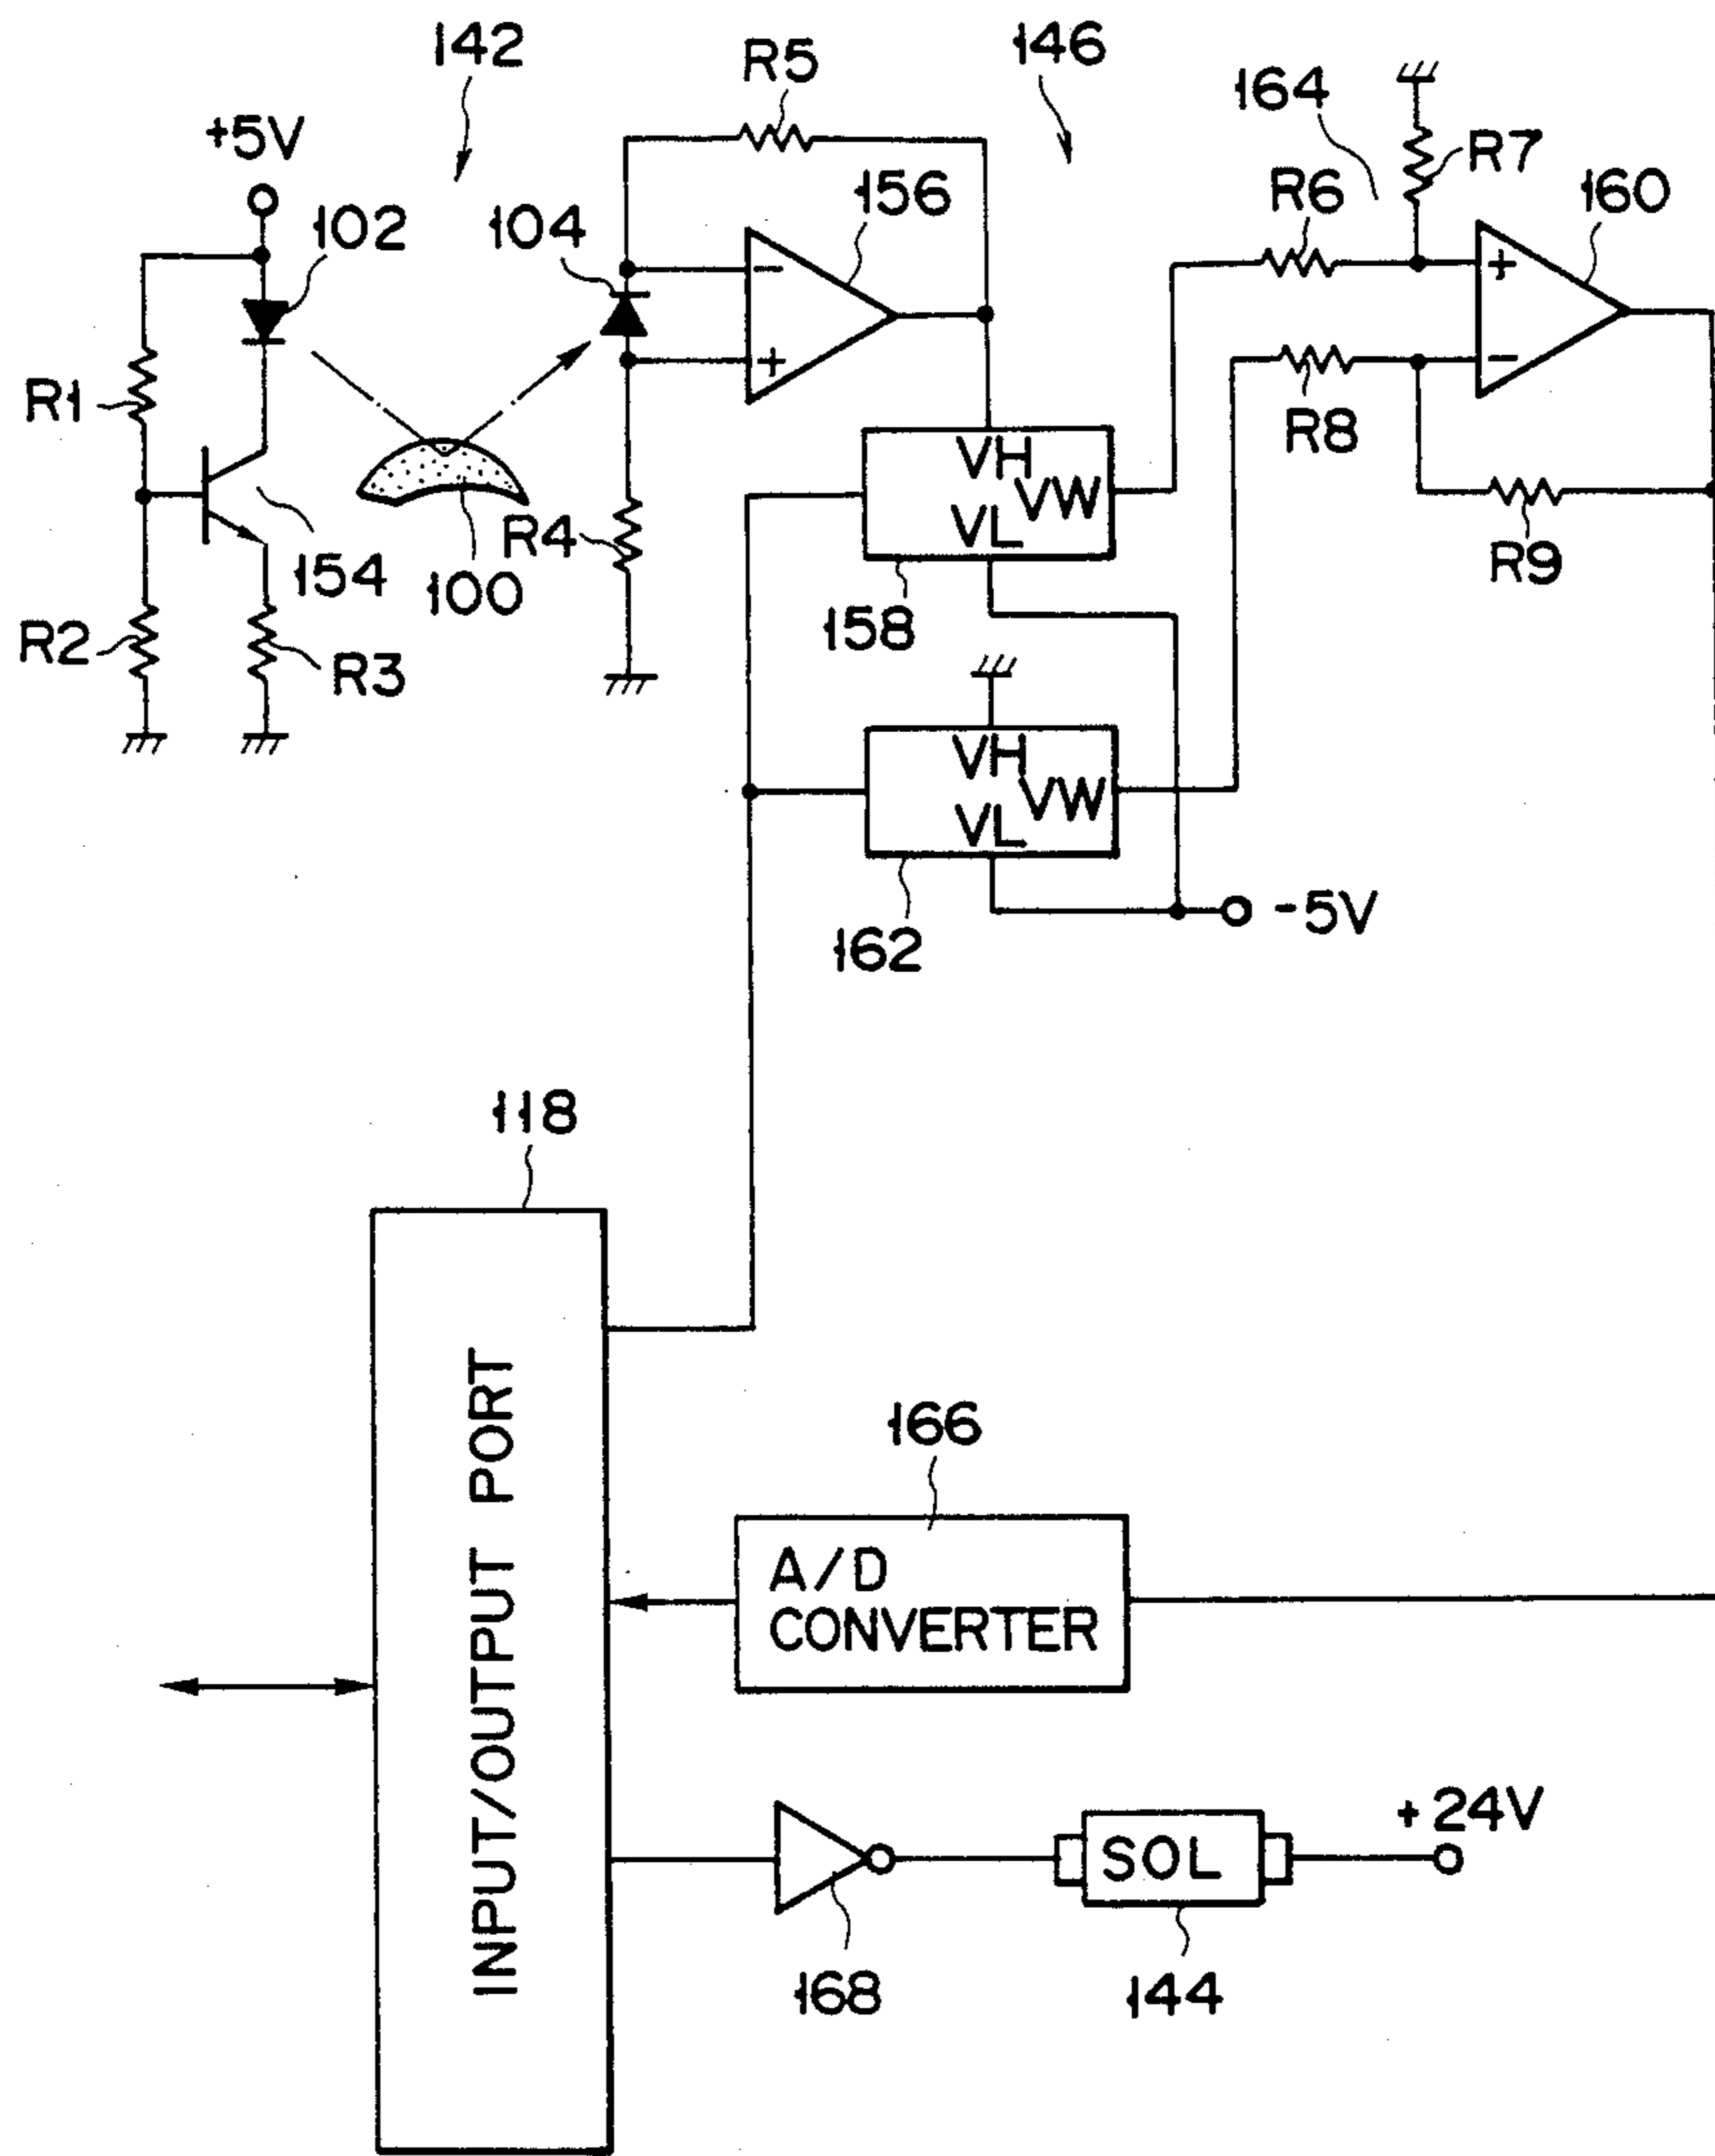 142
146
R5
164
+5V
R7
R6
156
160
102
104
R1
R8
VH
VW
VL
R4
R9
154
100
158
R2
R3
VH
VW
VL
-5V
162
118
INPUT/OUTPUT PORT
166
A/D
CONVERTER
+24V
SOL
168
144